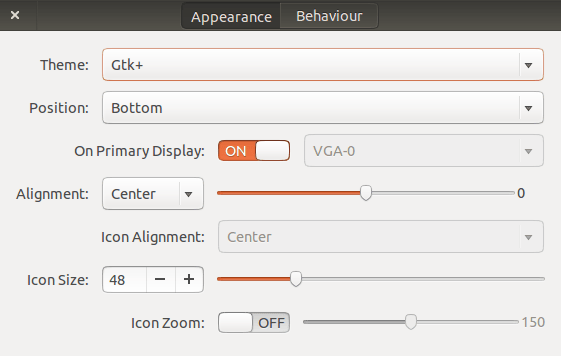 Appearance Behaviour
Theme: Gtk+
Position: Bottom
On Primary Display: ON VGA-0
Alignment: Center 0
Icon Alignment: Center
Icon Size: 48 − +
Icon Zoom: OFF 150